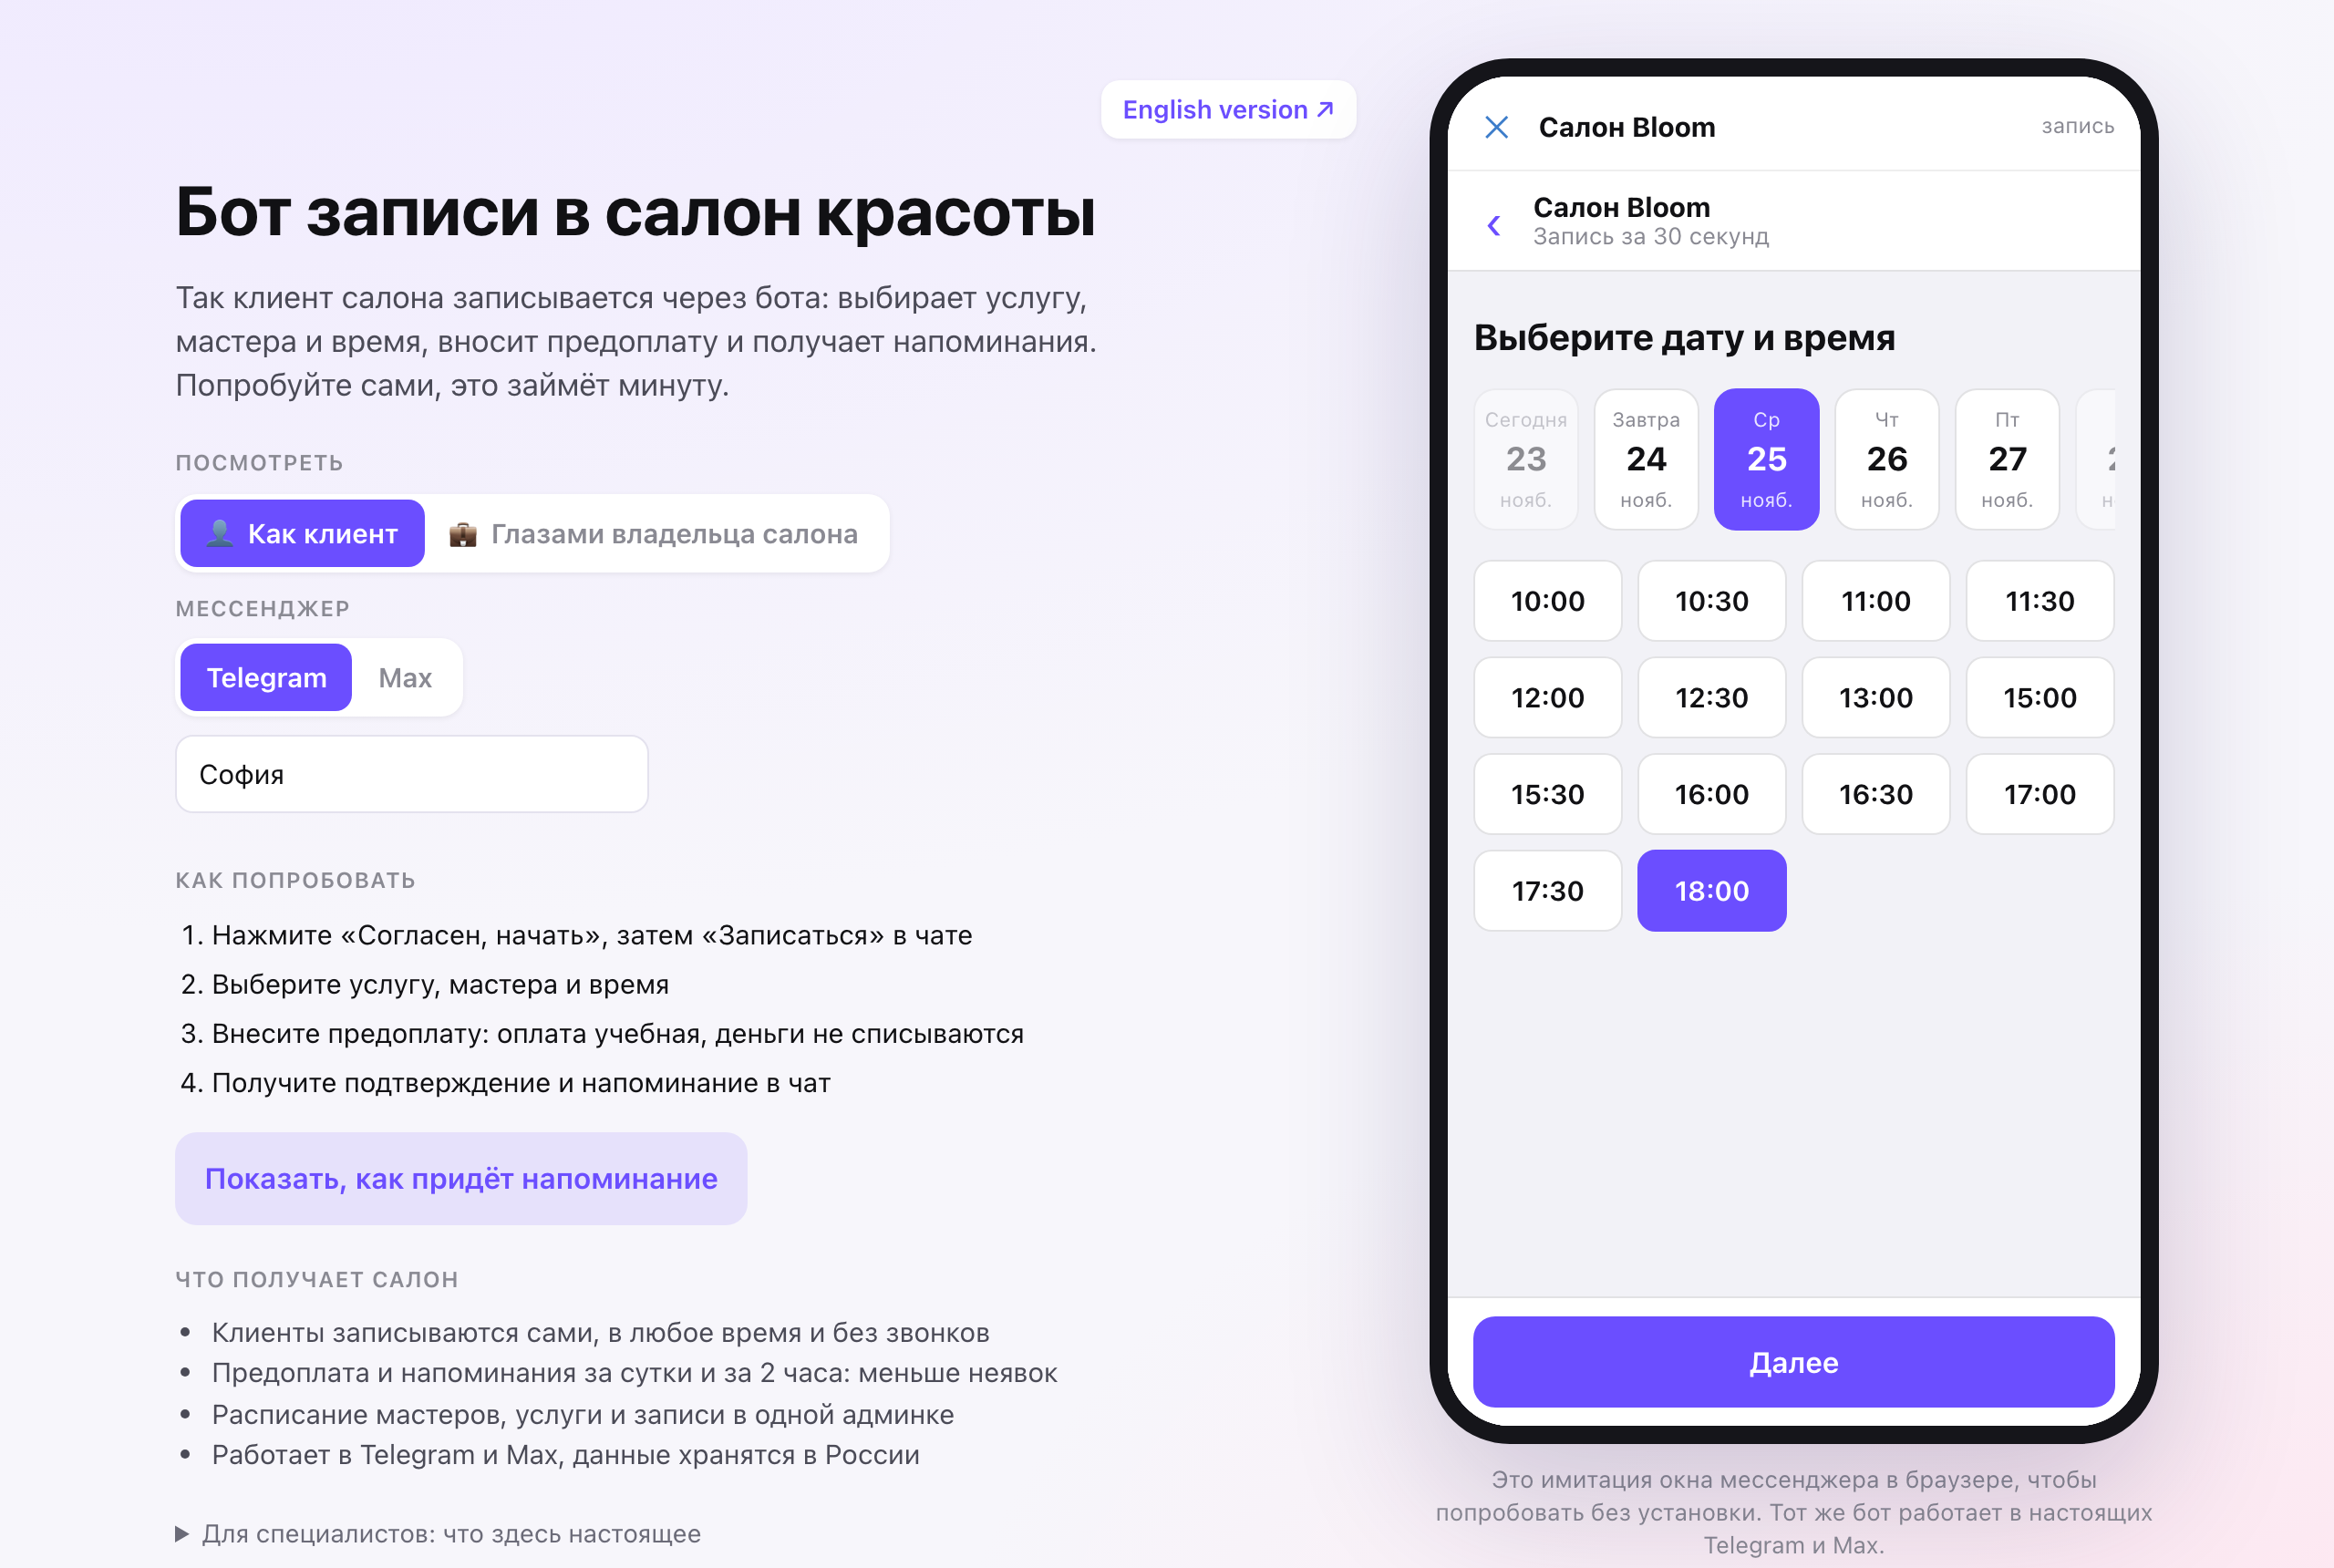 English version ↗
Бот записи в салон красоты
Так клиент салона записывается через бота: выбирает услугу,
мастера и время, вносит предоплату и получает напоминания.
Попробуйте сами, это займёт минуту.
ПОСМОТРЕТЬ
Как клиент
Глазами владельца салона
МЕССЕНДЖЕР
Telegram
Max
София
КАК ПОПРОБОВАТЬ
1. Нажмите «Согласен, начать», затем «Записаться» в чате
2. Выберите услугу, мастера и время
3. Внесите предоплату: оплата учебная, деньги не списываются
4. Получите подтверждение и напоминание в чат
Показать, как придёт напоминание
ЧТО ПОЛУЧАЕТ САЛОН
• Клиенты записываются сами, в любое время и без звонков
• Предоплата и напоминания за сутки и за 2 часа: меньше неявок
• Расписание мастеров, услуги и записи в одной админке
• Работает в Telegram и Max, данные хранятся в России
Для специалистов: что здесь настоящее
Салон Bloom
запись
Салон Bloom
Запись за 30 секунд
Выберите дату и время
Сегодня Завтра Ср Чт Пт
23 24 25 26 27
нояб. нояб. нояб. нояб. нояб.
10:00 10:30 11:00 11:30
12:00 12:30 13:00 15:00
15:30 16:00 16:30 17:00
17:30 18:00
Далее
Это имитация окна мессенджера в браузере, чтобы
попробовать без установки. Тот же бот работает в настоящих
Telegram и Max.